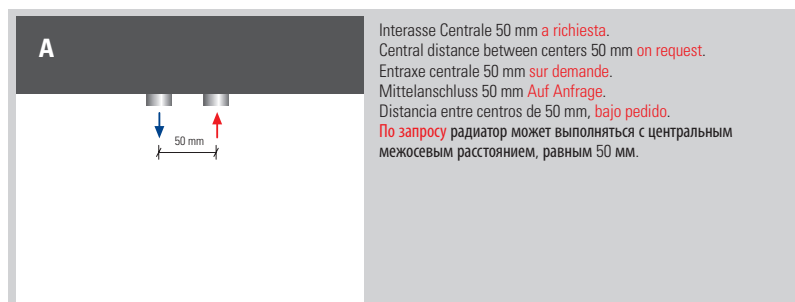 A
50 mm
Interasse Centrale 50 mm a richiesta.
Central distance between centers 50 mm on request.
Entraxe centrale 50 mm sur demande.
Mittelanschluss 50 mm Auf Anfrage.
Distancia entre centros de 50 mm, bajo pedido.
По запросу радиатор может выполняться с центральным
межосевым расстоянием, равным 50 мм.